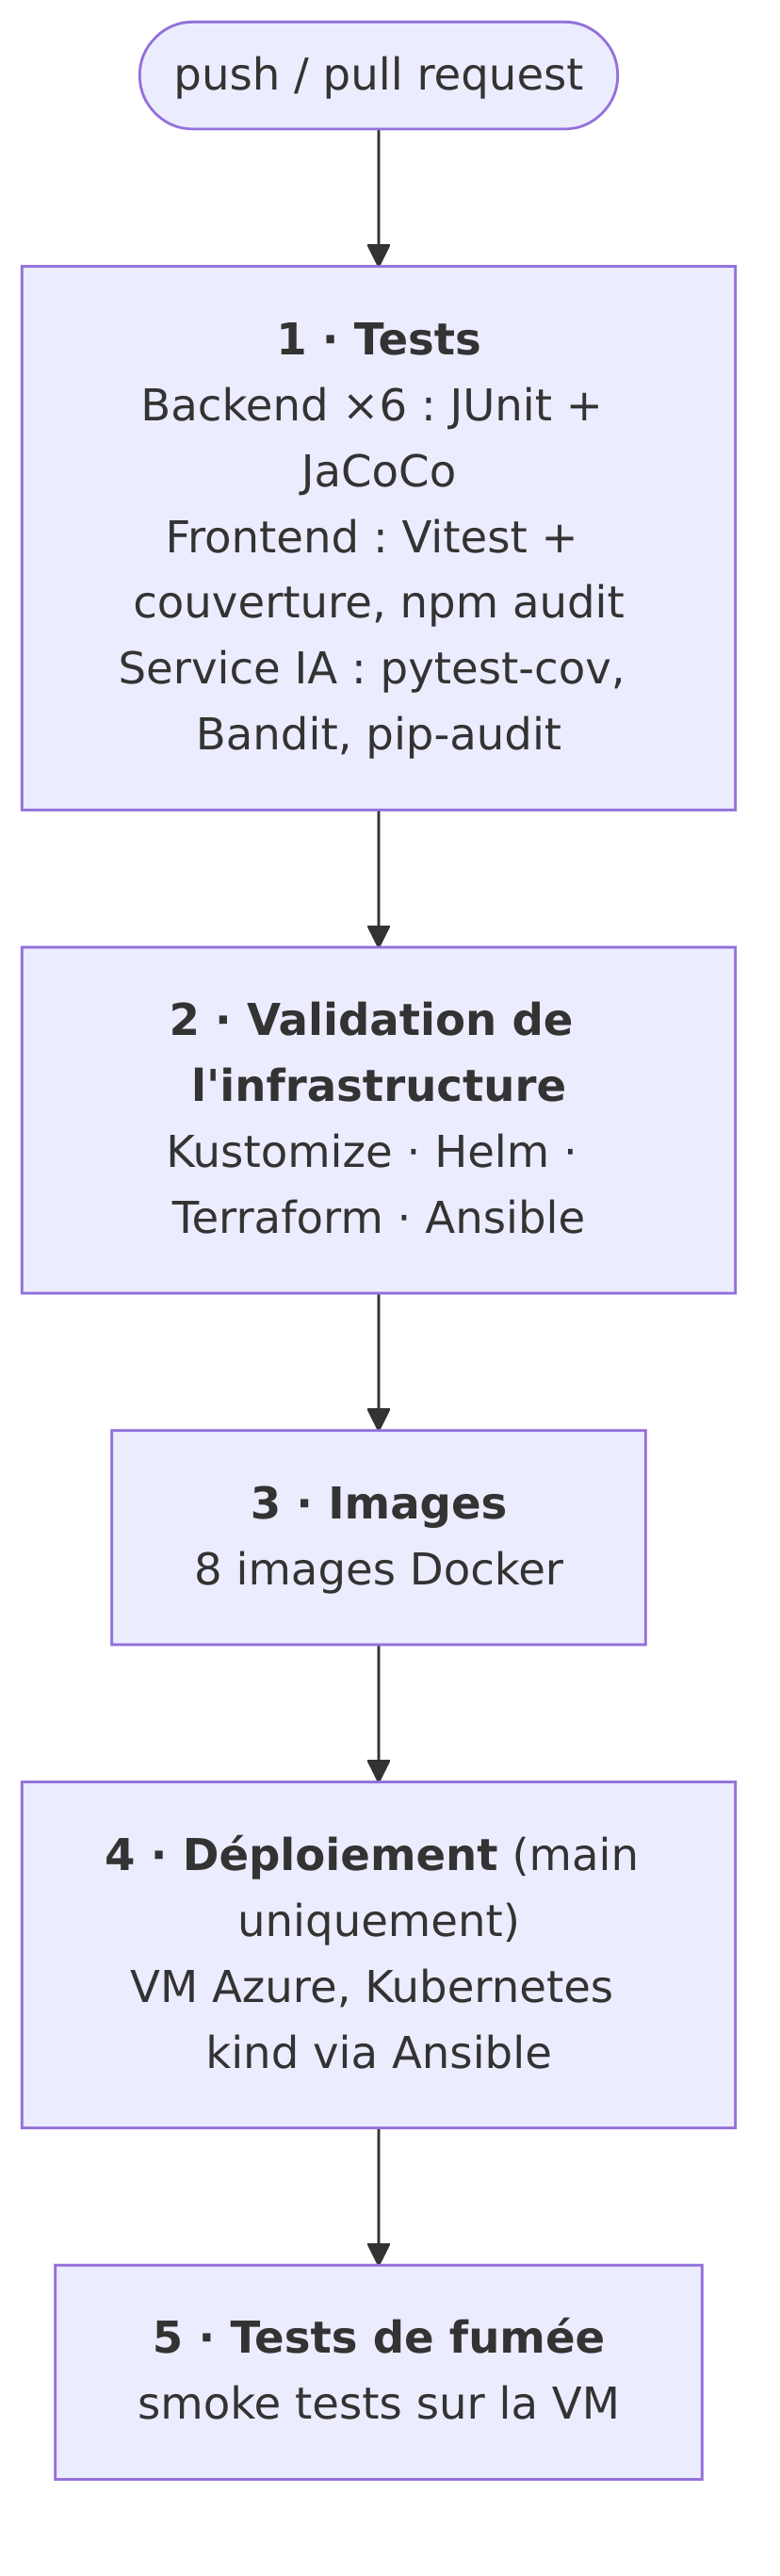 push / pull request
1 · Tests
Backend ×6 : JUnit +
JaCoCo
Frontend : Vitest +
couverture, npm audit
Service IA : pytest-cov,
Bandit, pip-audit
2 · Validation de
l'infrastructure
Kustomize · Helm ·
Terraform · Ansible
3 · Images
8 images Docker
4 · Déploiement (main
uniquement)
VM Azure, Kubernetes
kind via Ansible
5 · Tests de fumée
smoke tests sur la VM